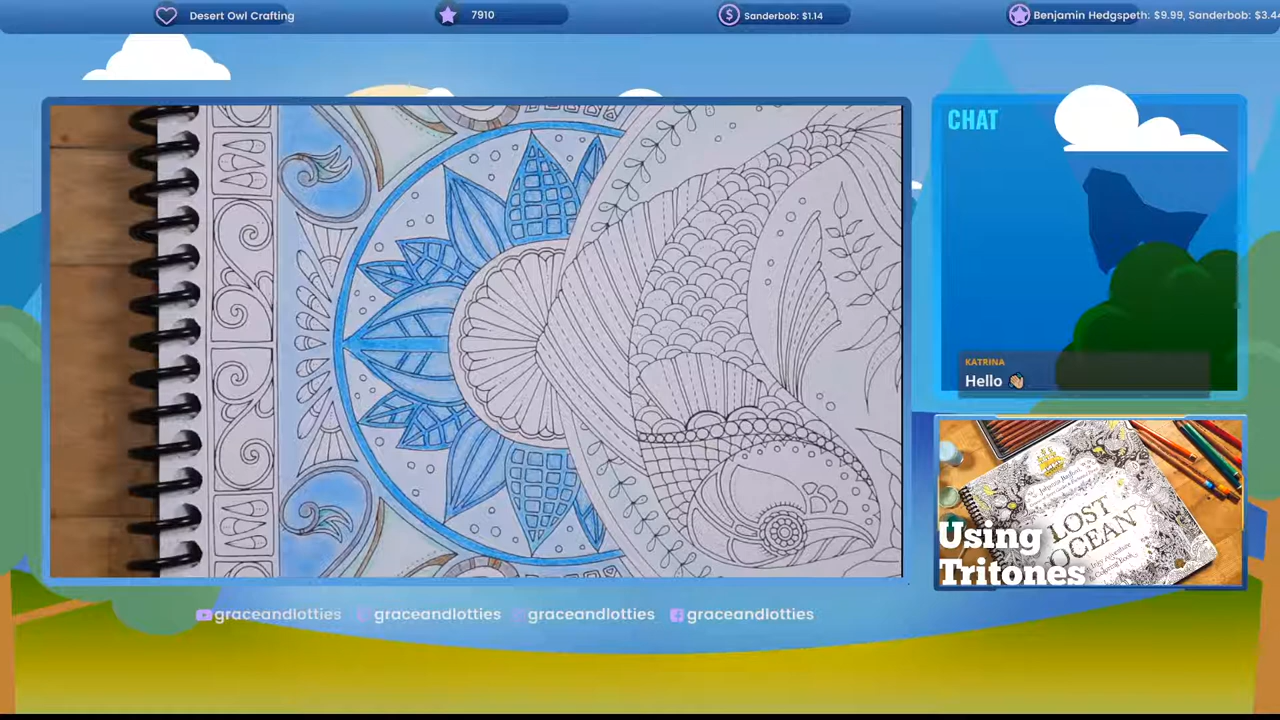 Desert Owl Crafting
7910
Sanderbob: $1.14
Benjamin Hedgspeth: $9.99, Sanderbob: $3.4
CHAT
KATRINA
Hello 👋🏼
LOST
OCEAN
Using
Tritones
graceandlotties
graceandlotties
graceandlotties
graceandlotties